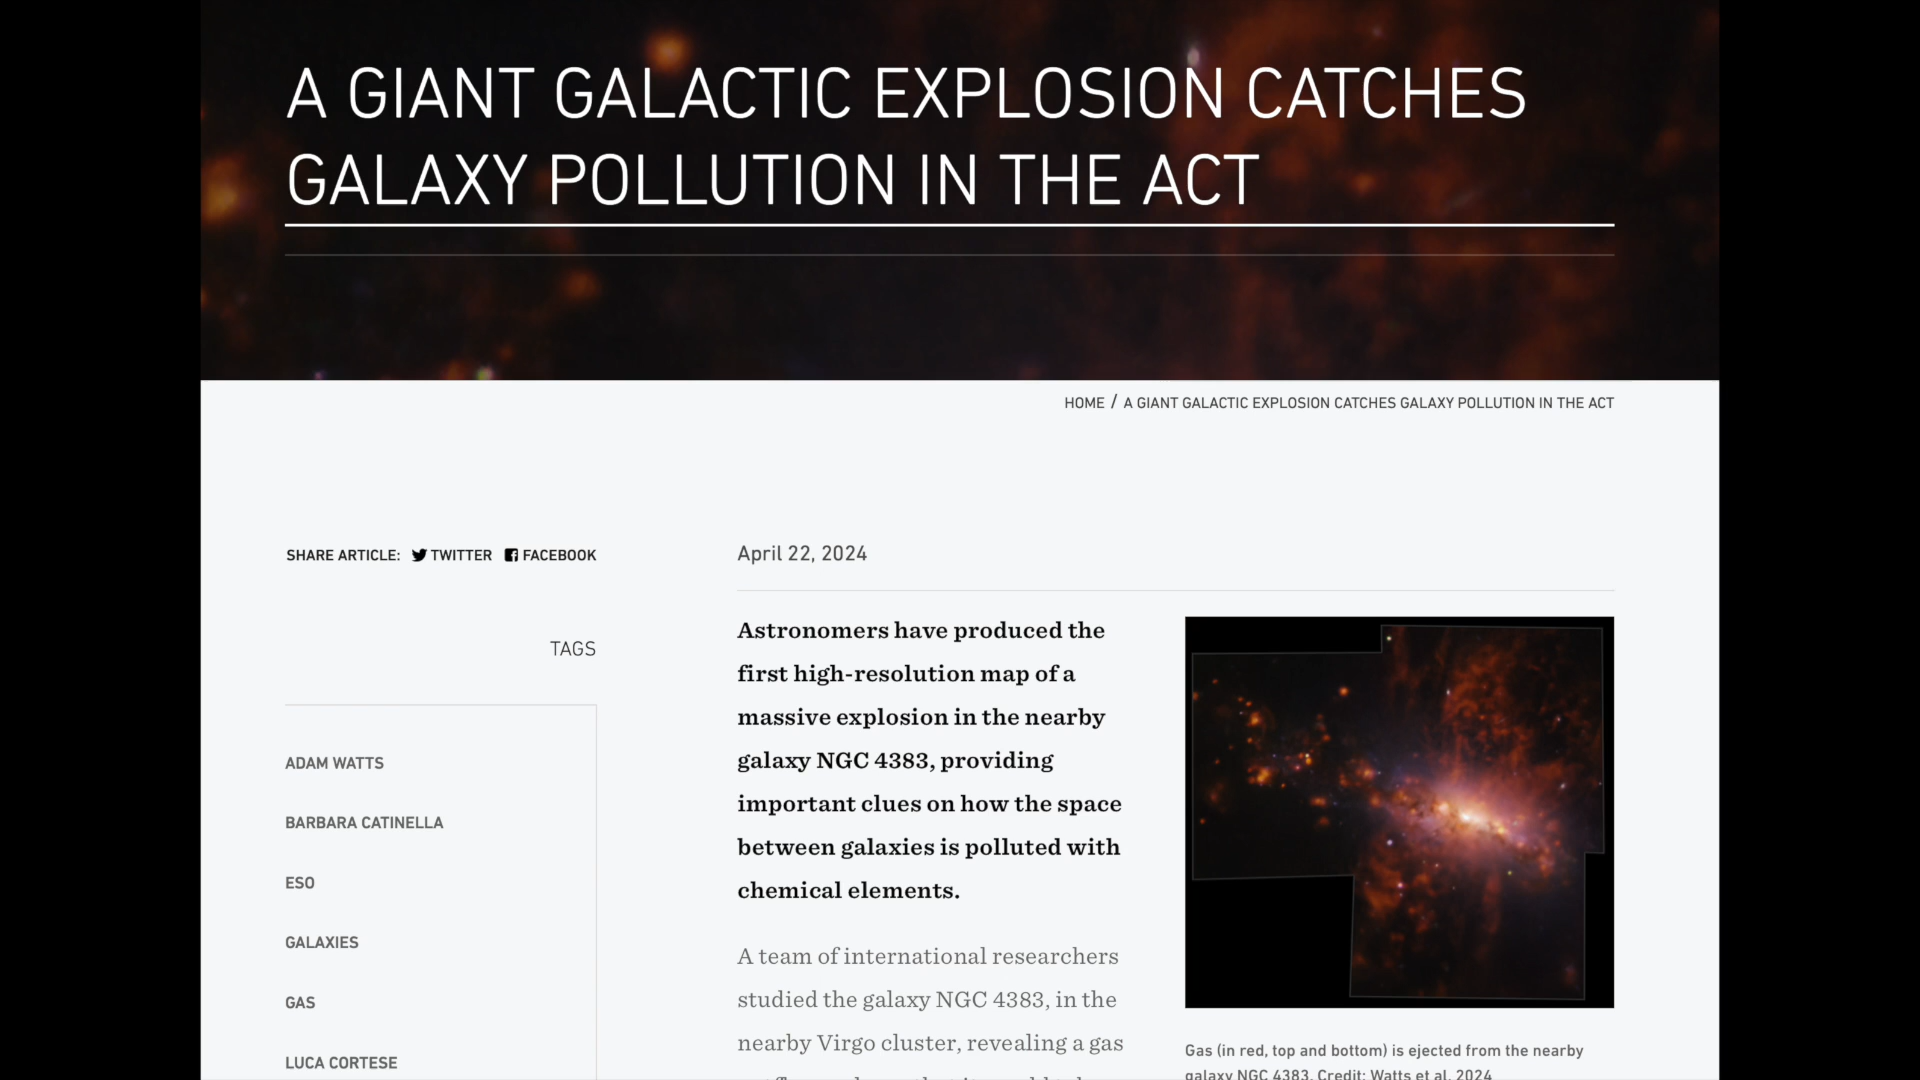 A GIANT GALACTIC EXPLOSION CATCHES
GALAXY POLLUTION IN THE ACT
HOME / A GIANT GALACTIC EXPLOSION CATCHES GALAXY POLLUTION IN THE ACT
SHARE ARTICLE: TWITTER FACEBOOK
TAGS
ADAM WATTS
BARBARA CATINELLA
ESO
GALAXIES
GAS
LUCA CORTESE
April 22, 2024
Astronomers have produced the
first high-resolution map of a
massive explosion in the nearby
galaxy NGC 4383, providing
important clues on how the space
between galaxies is polluted with
chemical elements.
A team of international researchers
studied the galaxy NGC 4383, in the
nearby Virgo cluster, revealing a gas
Gas (in red, top and bottom) is ejected from the nearby
galaxy NGC 4383. Credit: Watts et al. 2024